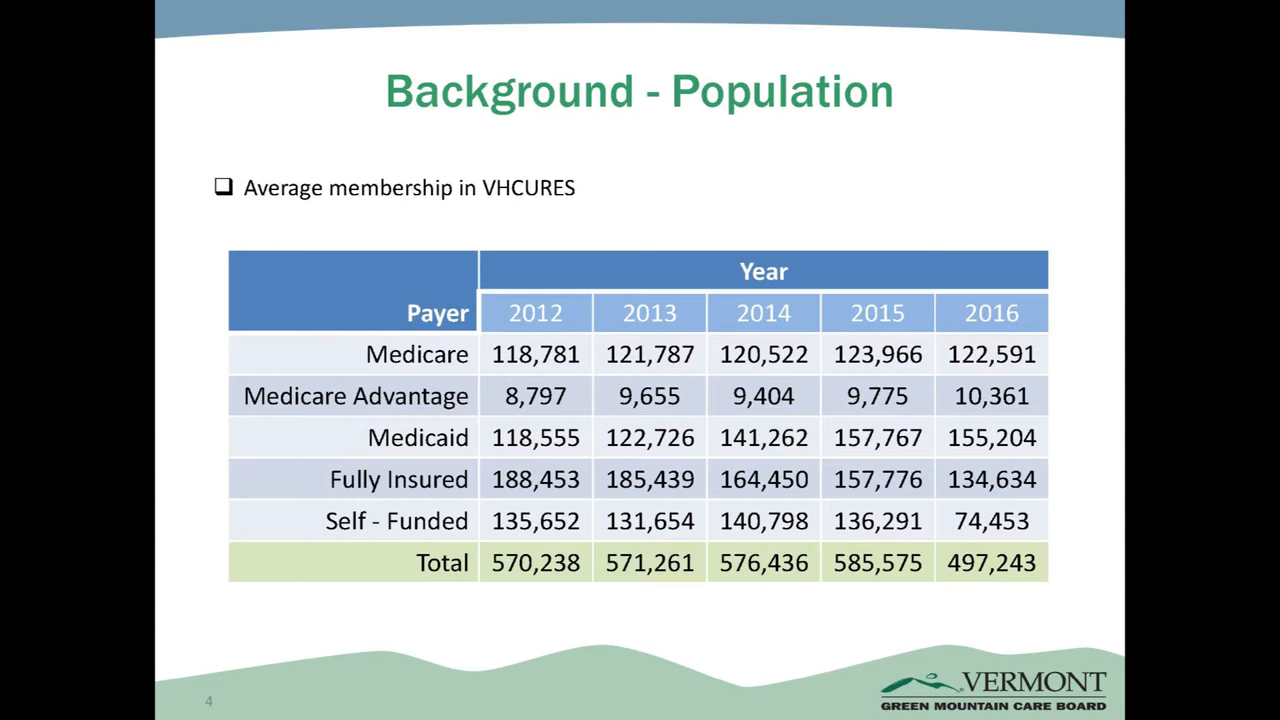 Background - Population
❑ Average membership in VHCURES
Year
Payer 2012 2013 2014 2015 2016
Medicare 118,781 121,787 120,522 123,966 122,591
Medicare Advantage 8,797 9,655 9,404 9,775 10,361
Medicaid 118,555 122,726 141,262 157,767 155,204
Fully Insured 188,453 185,439 164,450 157,776 134,634
Self - Funded 135,652 131,654 140,798 136,291 74,453
Total 570,238 571,261 576,436 585,575 497,243
4
VERMONT
GREEN MOUNTAIN CARE BOARD